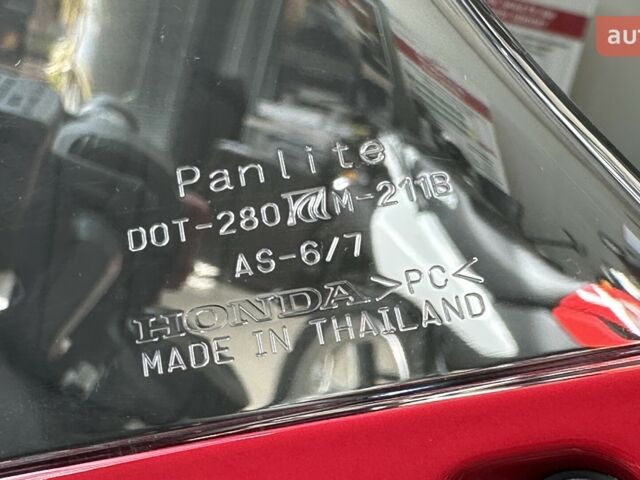 Panlite
DOT-280 M-211B
AS-6/7
HONDA >PC<
MADE IN THAILAND